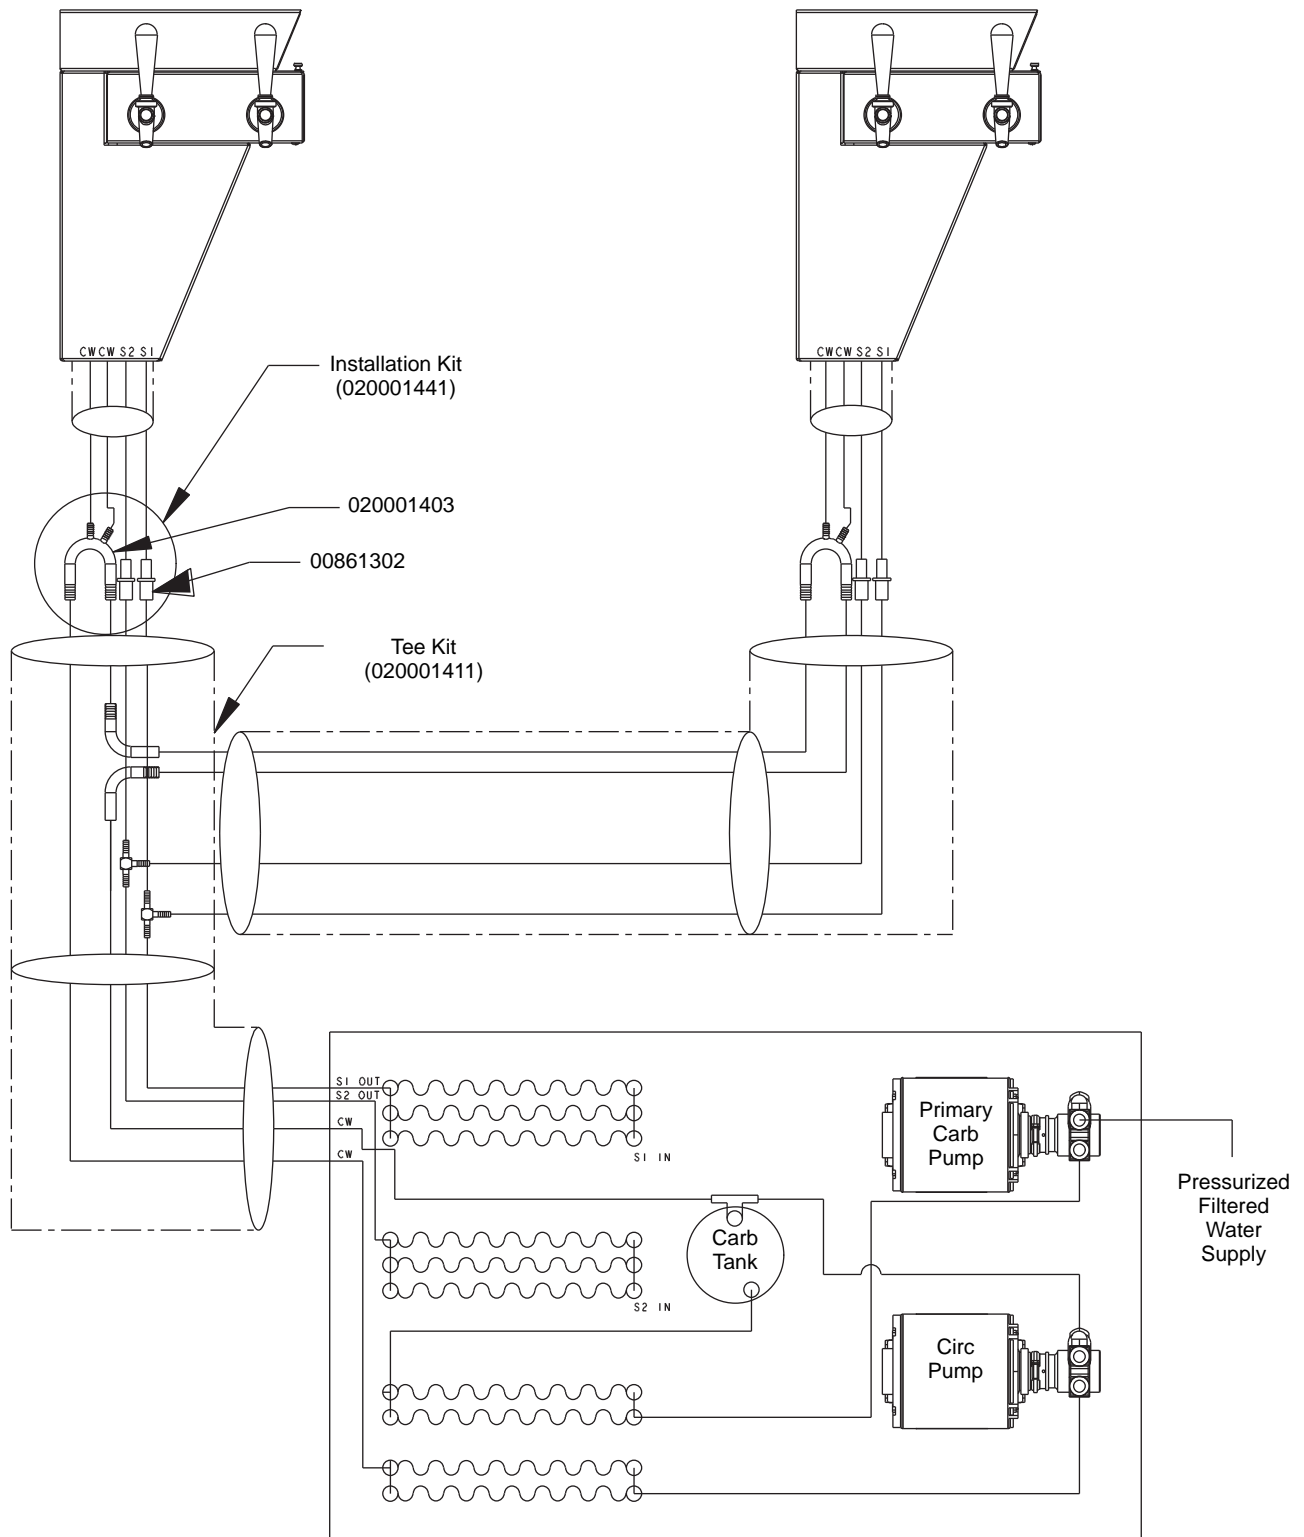 CW CW S2 S1
CW CW S2 S1
Installation Kit
(020001441)
020001403
00861302
Tee Kit
(020001411)
S1 OUT
S2 OUT
CW
CW
S1 IN
S2 IN
Primary
Carb
Pump
Carb
Tank
Circ
Pump
Pressurized
Filtered
Water
Supply